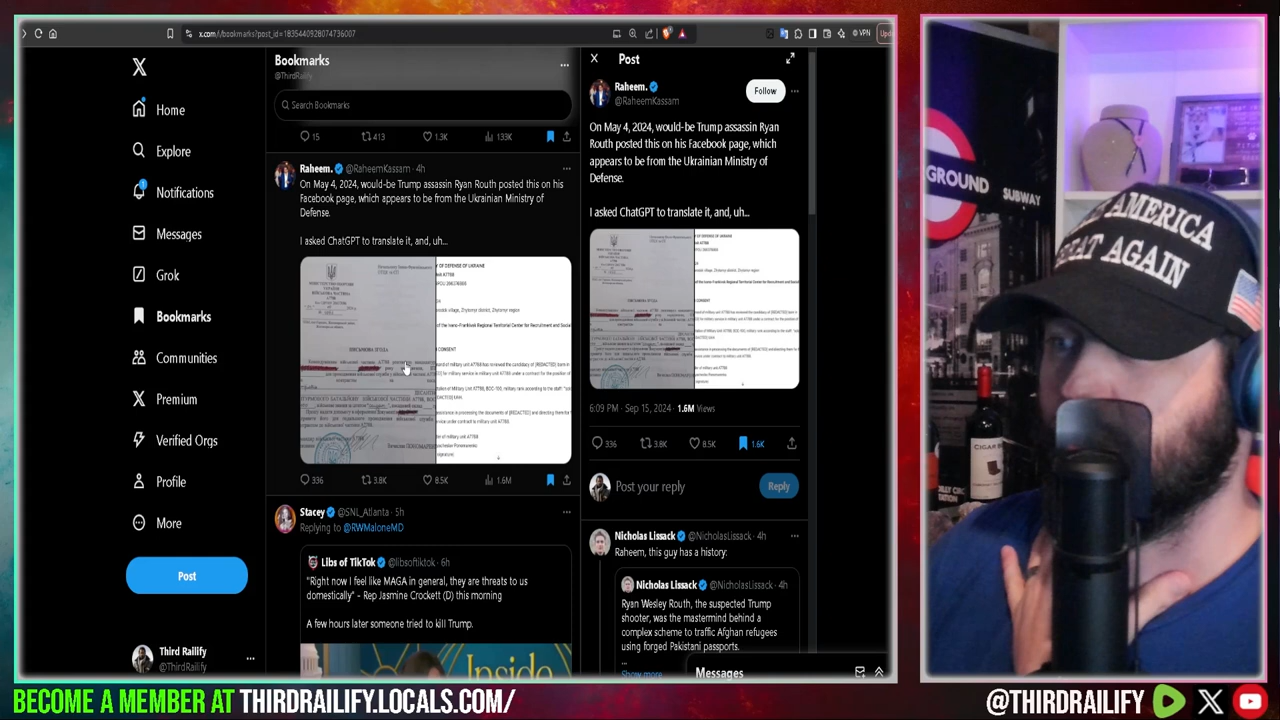 x.com/i/bookmarks?post_id=1835440928074736007
VPN
Home
Explore
1
Notifications
Messages
Grok
Bookmarks
Communities
Premium
Verified Orgs
Profile
More
Post
Third Railify
@ThirdRailify
Bookmarks
@ThirdRailify
Search Bookmarks
15 413 1.3K 133K
Raheem. @RaheemKassam · 4h
On May 4, 2024, would-be Trump assassin Ryan Routh posted this on his
Facebook page, which appears to be from the Ukrainian Ministry of
Defense.
I asked ChatGPT to translate it, and, uh...
OF DEFENSE OF UKRAINE
CONSENT
336 3.8K 8.5K 1.6M
Stacey @SNL_Atlanta · 5h
Replying to @RWMaloneMD
Libs of TikTok @libsoftiktok · 6h
"Right now I feel like MAGA in general, they are threats to us
domestically" - Rep Jasmine Crockett (D) this morning
A few hours later someone tried to kill Trump.
Inside
Post
Raheem.
@RaheemKassam
Follow
On May 4, 2024, would-be Trump assassin Ryan
Routh posted this on his Facebook page, which
appears to be from the Ukrainian Ministry of
Defense.
I asked ChatGPT to translate it, and, uh...
6:09 PM · Sep 15, 2024 · 1.6M Views
336 3.8K 8.5K 1.6K
Post your reply
Reply
Nicholas Lissack @NicholasLissack · 4h
Raheem, this guy has a history:
Nicholas Lissack @NicholasLissack · 4h
Ryan Wesley Routh, the suspected Trump
shooter, was the mastermind behind a
complex scheme to traffic Afghan refugees
using forged Pakistani passports.
...
Show more
Messages
GROUND
SUBWAY
AMERICA
AGAIN
CIGAR
BECOME A MEMBER AT THIRDRAILIFY.LOCALS.COM/
@THIRDRAILIFY